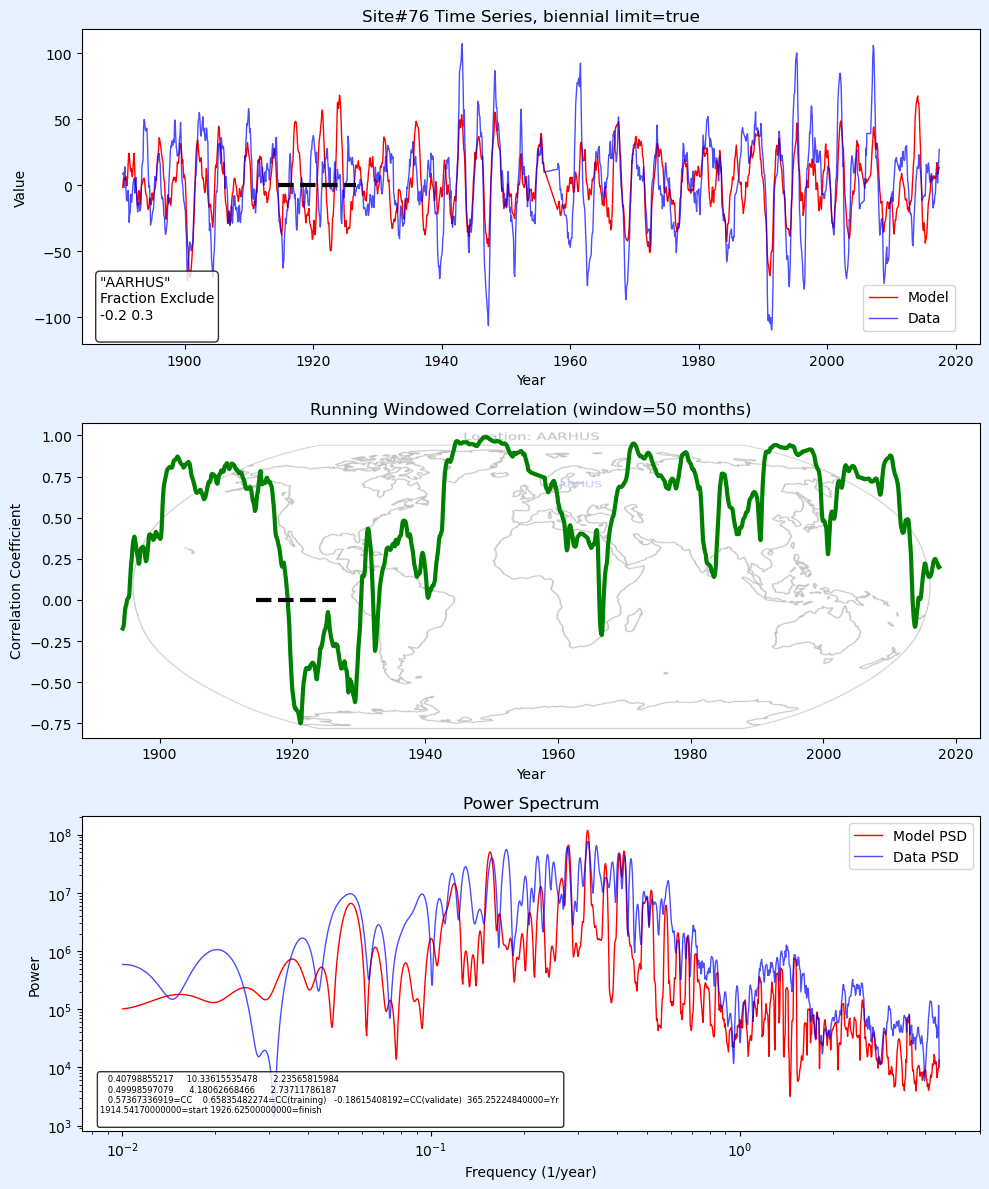 Site#76 Time Series, biennial limit=true
100
50
0
−50
−100
Value
"AARHUS"
Fraction Exclude
-0.2 0.3
Model
Data
1900
1920
1940
1960
1980
2000
2020
Year
Running Windowed Correlation (window=50 months)
Location: AARHUS
AARHUS
1.00
0.75
0.50
0.25
0.00
−0.25
−0.50
−0.75
Correlation Coefficient
1900
1920
1940
1960
1980
2000
2020
Year
Power Spectrum
10⁸
10⁷
10⁶
10⁵
10⁴
10³
Power
Model PSD
Data PSD
0.40798855217 10.33615535478 2.23565815984
0.49998597079 4.18062668466 2.73711786187
0.57367336919=CC 0.65835482274=CC(training) -0.18615408192=CC(validate) 365.25224840000=Yr
1914.54170000000=start 1926.62500000000=finish
10⁻²
10⁻¹
10⁰
Frequency (1/year)